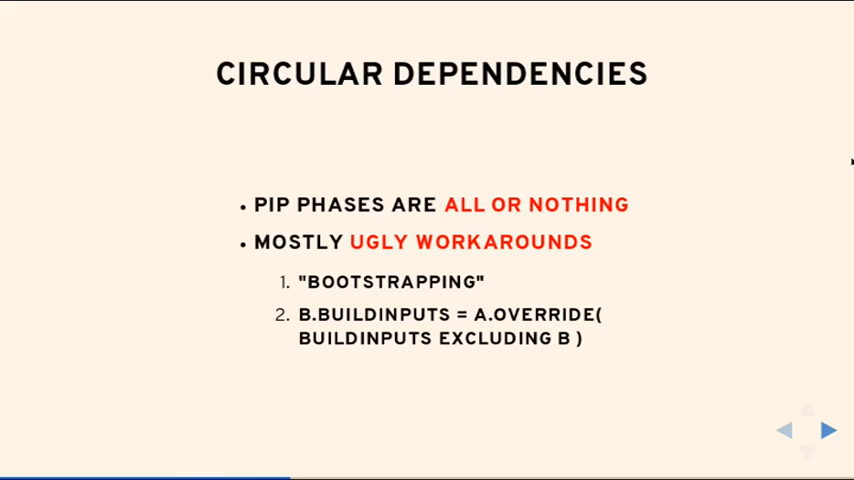 CIRCULAR DEPENDENCIES
• PIP PHASES ARE ALL OR NOTHING
• MOSTLY UGLY WORKAROUNDS
1. "BOOTSTRAPPING"
2. B.BUILDINPUTS = A.OVERRIDE(
BUILDINPUTS EXCLUDING B )